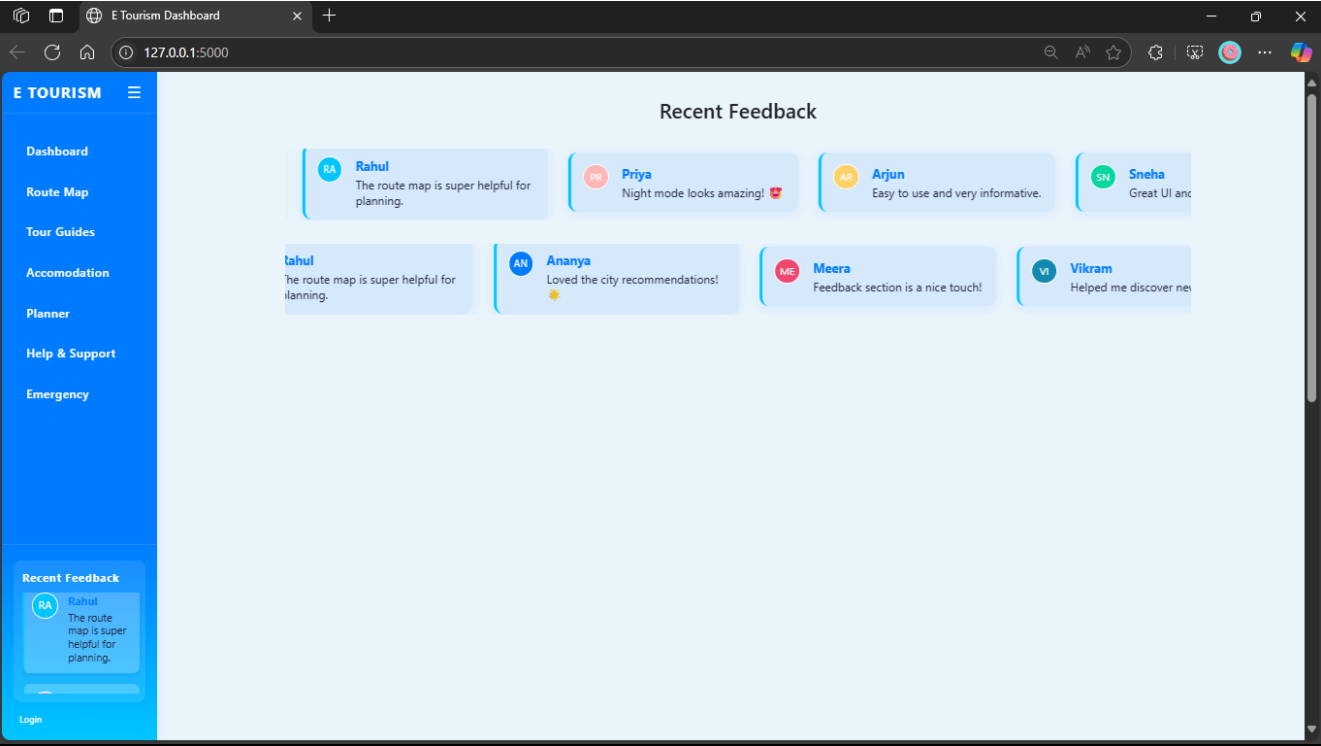 E Tourism Dashboard
127.0.0.1:5000
E TOURISM
Dashboard
Route Map
Tour Guides
Accomodation
Planner
Help & Support
Emergency
Recent Feedback
RA
Rahul
The route
map is super
helpful for
planning.
Login
Recent Feedback
RA
Rahul
The route map is super helpful for
planning.
PR
Priya
Night mode looks amazing! 😍
AR
Arjun
Easy to use and very informative.
SN
Sneha
Great UI and
Rahul
The route map is super helpful for
planning.
AN
Ananya
Loved the city recommendations!
🌟
ME
Meera
Feedback section is a nice touch!
VI
Vikram
Helped me discover